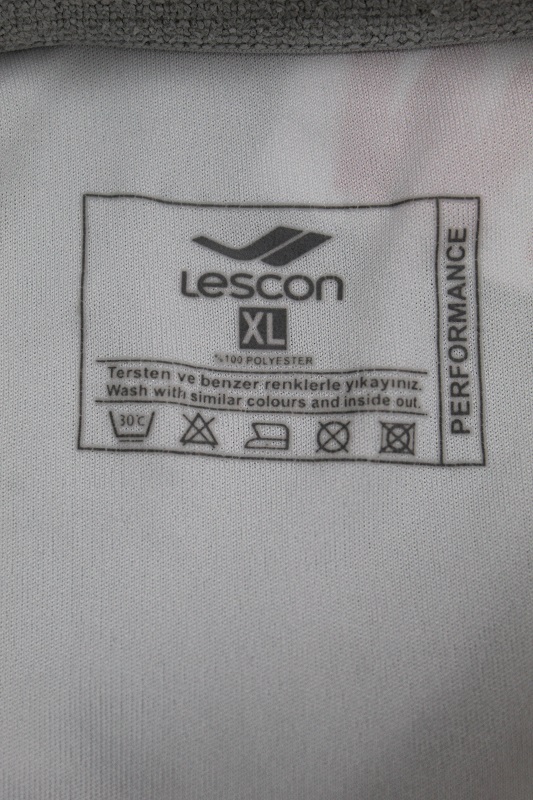 Lescon
XL
%100 POLYESTER
Tersten ve benzer renklerle yıkayınız.
Wash with similar colours and inside out.
30°C
PERFORMANCE